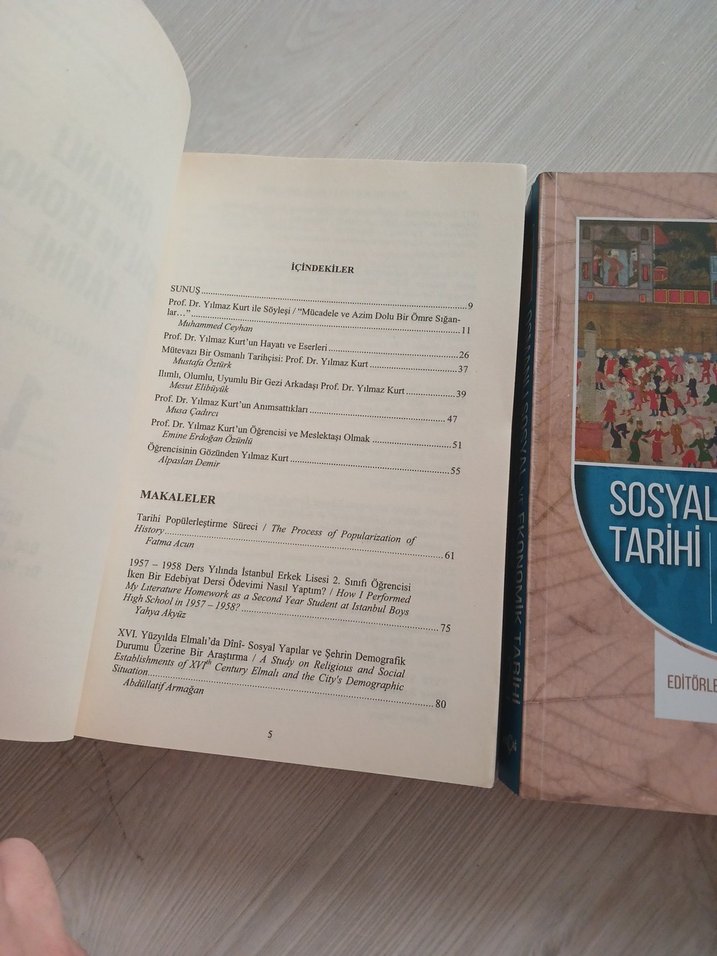 İÇİNDEKİLER
SUNUŞ 9
Prof. Dr. Yılmaz Kurt ile Söyleşi / "Mücadele ve Azim Dolu Bir Ömre Sığan-
lar…" 11
Muhammed Ceyhan
Prof. Dr. Yılmaz Kurt'un Hayatı ve Eserleri 26
Mütevazı Bir Osmanlı Tarihçisi: Prof. Dr. Yılmaz Kurt 37
Mustafa Öztürk
Ilımlı, Olumlu, Uyumlu Bir Gezi Arkadaşı Prof. Dr. Yılmaz Kurt 39
Mesut Elibüyük
Prof. Dr. Yılmaz Kurt'un Anımsattıkları 47
Musa Çadırcı
Prof. Dr. Yılmaz Kurt'un Öğrencisi ve Meslektaşı Olmak 51
Emine Erdoğan Özünlü
Öğrencisinin Gözünden Yılmaz Kurt 55
Alpaslan Demir
MAKALELER
Tarihi Popülerleştirme Süreci / The Process of Popularization of
History 61
Fatma Acun
1957 – 1958 Ders Yılında İstanbul Erkek Lisesi 2. Sınıfı Öğrencisi
İken Bir Edebiyat Dersi Ödevimi Nasıl Yaptım? / How I Performed
My Literature Homework as a Second Year Student at Istanbul Boys
High School in 1957 – 1958? 75
Yahya Akyüz
XVI. Yüzyılda Elmalı'da Dînî- Sosyal Yapılar ve Şehrin Demografik
Durumu Üzerine Bir Araştırma / A Study on Religious and Social
Establishments of XVIth Century Elmalı and the City's Demographic
Situation 80
Abdüllatif Armağan
5
OSMANLI SOSYAL VE EKONOMİK TARİHİ
SOSYAL
TARİHİ
EDİTÖRLE